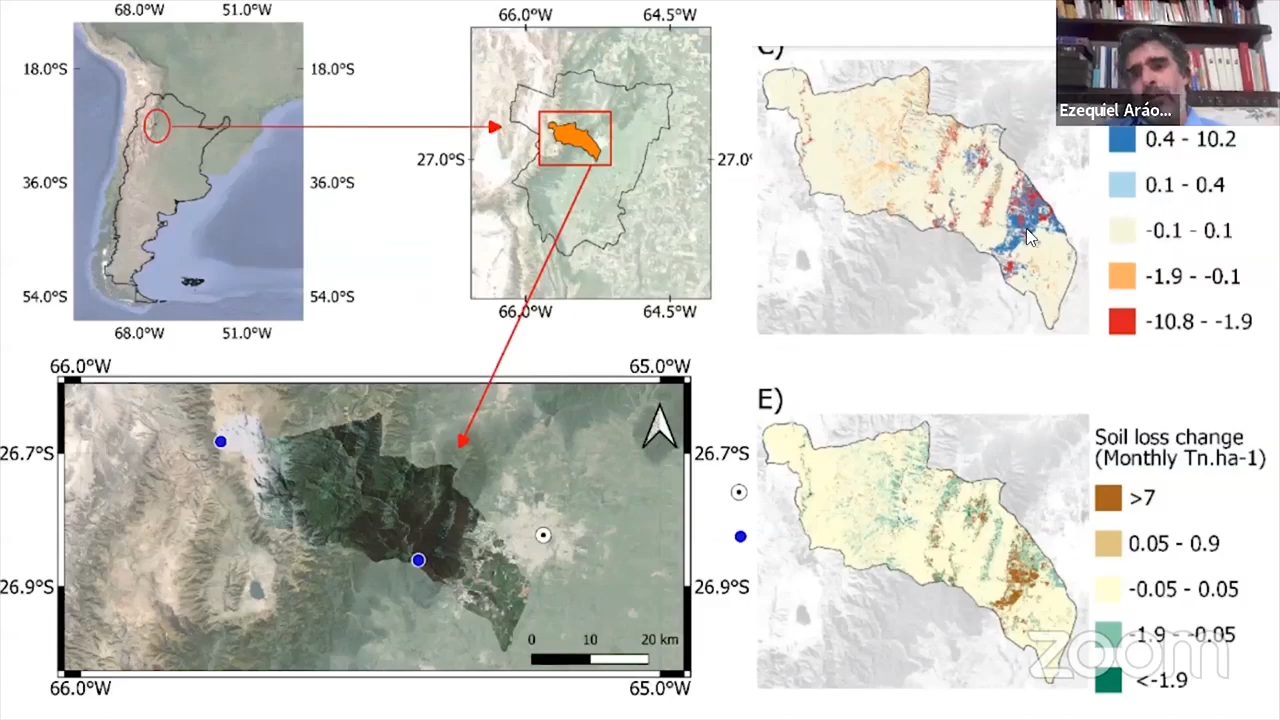 68.0°W
51.0°W
18.0°S
18.0°S
36.0°S
36.0°S
54.0°S
54.0°S
68.0°W
51.0°W
66.0°W
64.5°W
27.0°S
27.0°
66.0°W
64.5°W
C)
Ezequiel Aráo...
0.4 - 10.2
0.1 - 0.4
-0.1 - 0.1
-1.9 - -0.1
-10.8 - -1.9
66.0°W
65.0°W
26.7°S
26.7°S
26.9°S
26.9°S
0 10 20 km
66.0°W
65.0°W
E)
Soil loss change
(Monthly Tn.ha-1)
>7
0.05 - 0.9
-0.05 - 0.05
-1.9 - -0.05
<-1.9
zoom